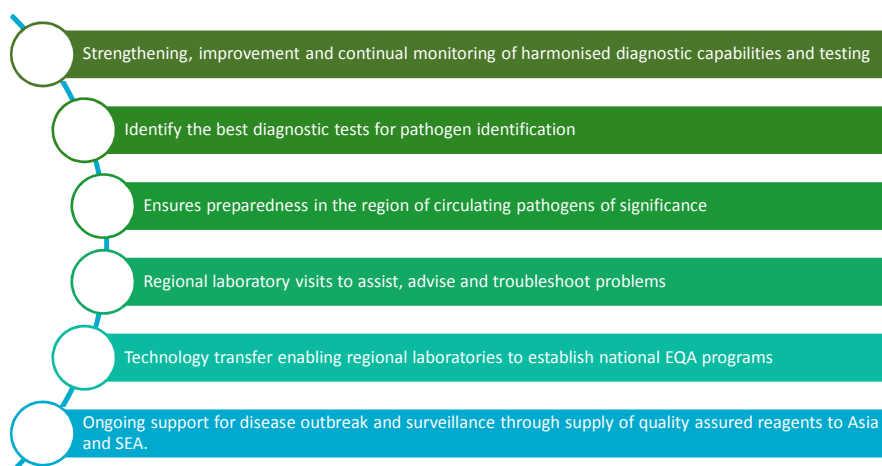 Strengthening, improvement and continual monitoring of harmonised diagnostic capabilities and testing
Identify the best diagnostic tests for pathogen identification
Ensures preparedness in the region of circulating pathogens of significance
Regional laboratory visits to assist, advise and troubleshoot problems
Technology transfer enabling regional laboratories to establish national EQA programs
Ongoing support for disease outbreak and surveillance through supply of quality assured reagents to Asia
and SEA.